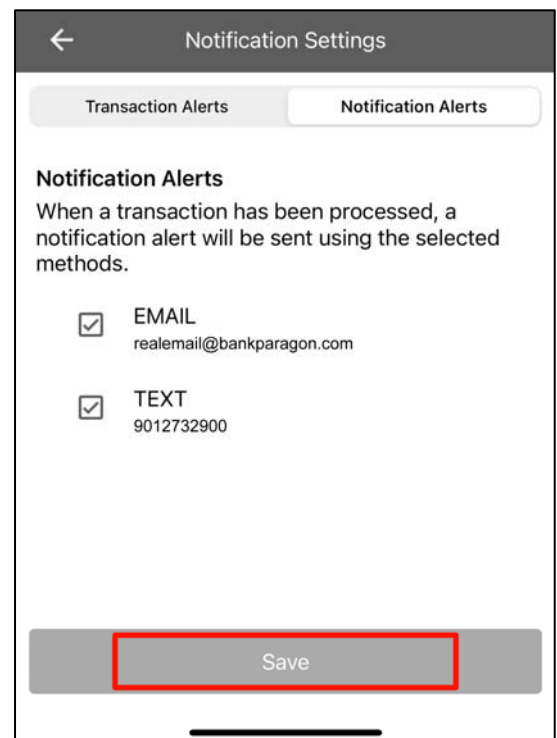 Notification Settings
Transaction Alerts
Notification Alerts
Notification Alerts
When a transaction has been processed, a
notification alert will be sent using the selected
methods.
EMAIL
realemail@bankparagon.com
TEXT
9012732900
Save